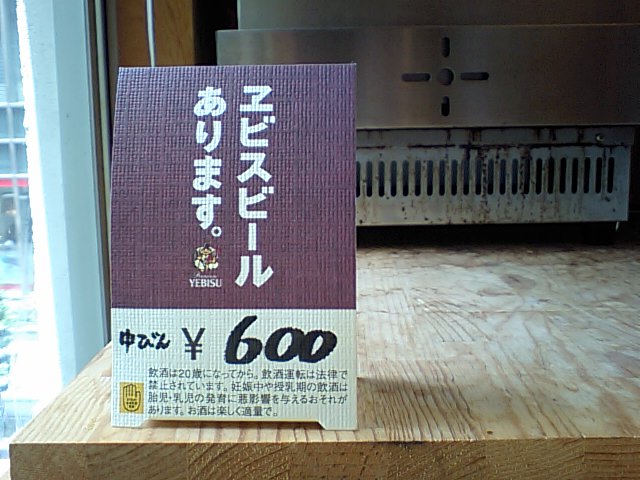 ヱビスビール
あります。
YEBISU
中びん ¥ 600
飲酒は20歳になってから。飲酒運転は法律で
禁止されています。妊娠中や授乳期の飲酒は
胎児・乳児の発育に悪影響を与えるおそれが
あります。お酒は楽しく適量で。